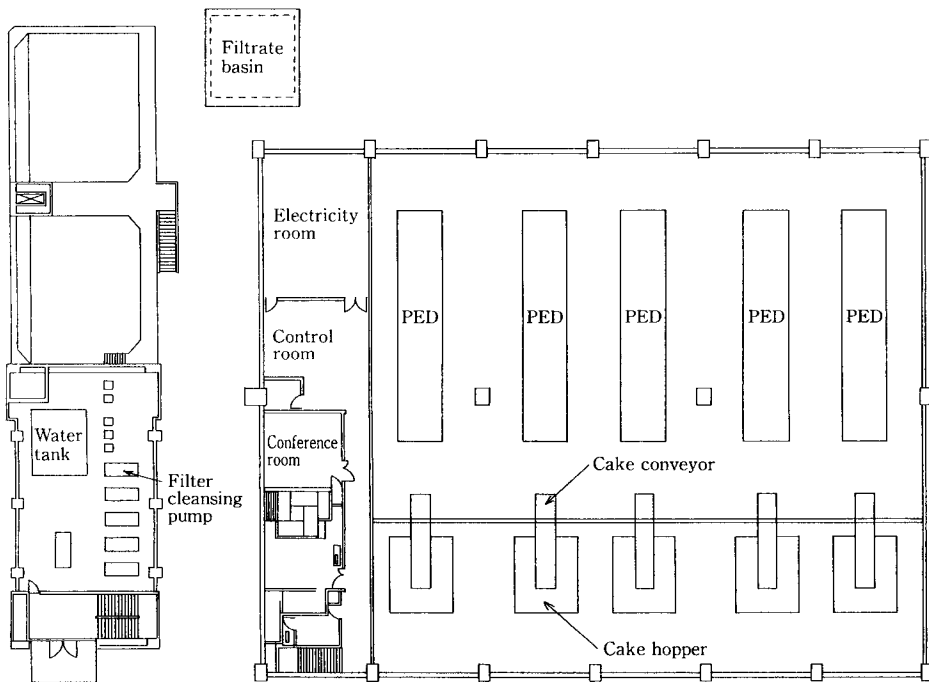 Filtrate
basin
Electricity
room
PED
PED
PED
PED
PED
Control
room
Water
tank
Conference
room
Cake conveyor
Filter
cleansing
pump
Cake hopper